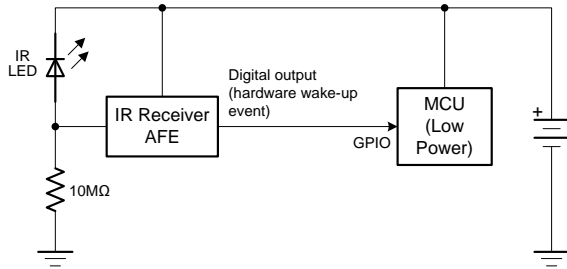 IR
LED
Digital output
(hardware wake-up
event)
IR Receiver
AFE
MCU
(Low
Power)
GPIO
+
10MΩ